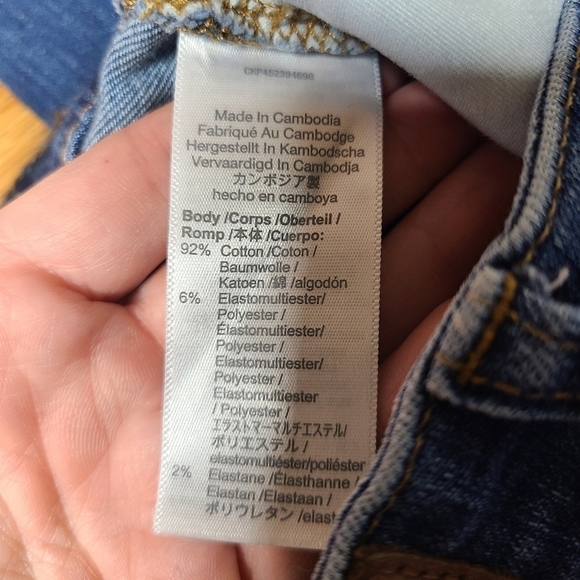 Made In Cambodia
Fabriqué Au Cambodge
Hergestellt In Kambodscha
Vervaardigd In Cambodja
カンボジア製
hecho en camboya
Body /Corps /Oberteil /
Romp /本体 /Cuerpo:
92% Cotton /Coton /
Baumwolle /
Katoen /綿 /algodón
6% Elastomultiester/
Polyester /
Élastomultiester/
Polyester /
Elastomultiester/
Polyester /
Elastomultiester
/ Polyester /
エラストマーマルチエステル/
ポリエステル /
elastomultiéster/poliéster
2% Elastane /Élasthanne /
Elastan /Elastaan /
ポリウレタン /elast